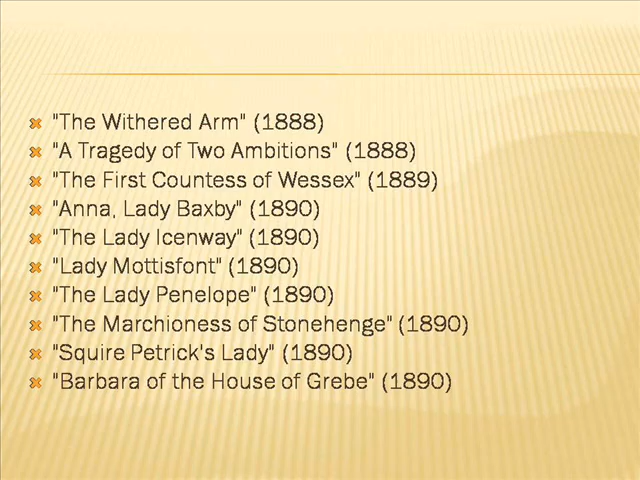 "The Withered Arm" (1888)
"A Tragedy of Two Ambitions" (1888)
"The First Countess of Wessex" (1889)
"Anna, Lady Baxby" (1890)
"The Lady Icenway" (1890)
"Lady Mottisfont" (1890)
"The Lady Penelope" (1890)
"The Marchioness of Stonehenge" (1890)
"Squire Petrick's Lady" (1890)
"Barbara of the House of Grebe" (1890)